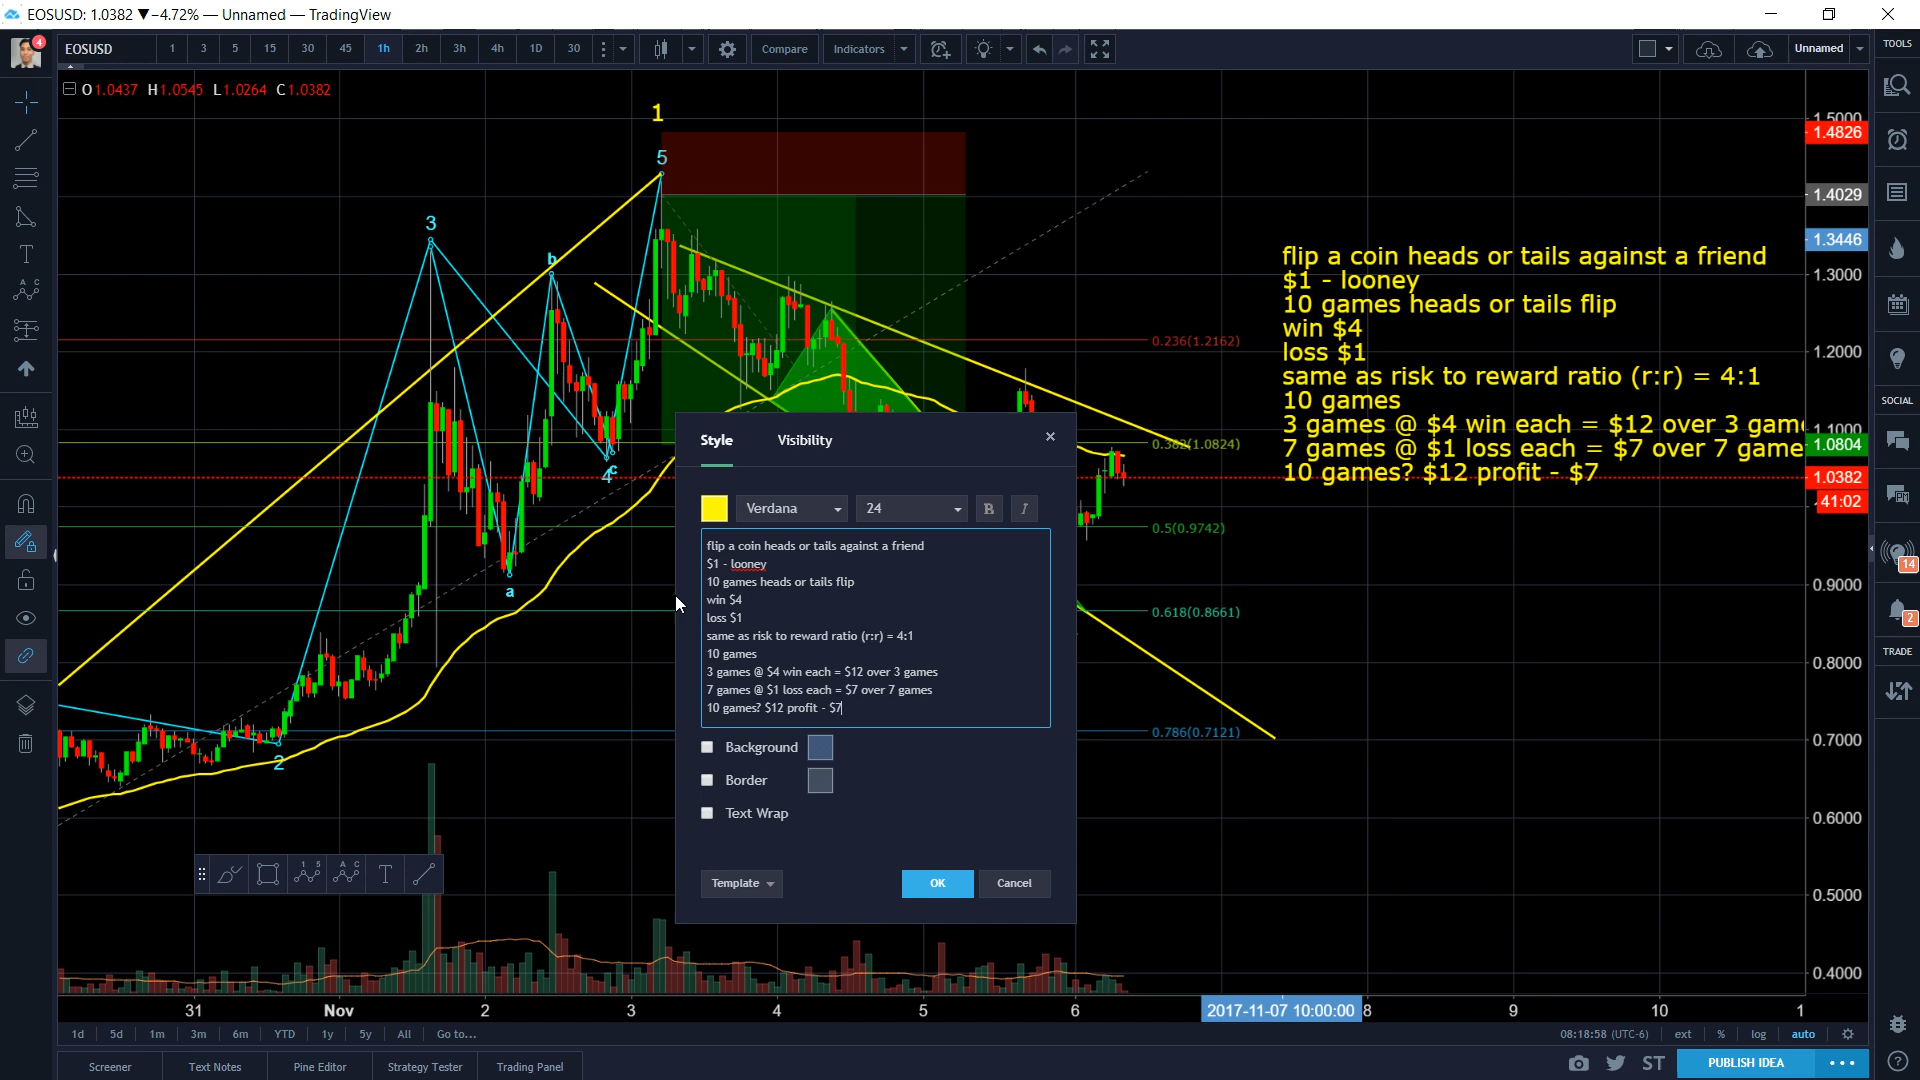 EOSUSD: 1.0382 ▼−4.72% — Unnamed — TradingView
4
EOSUSD
1
3
5
15
30
45
1h
2h
3h
4h
1D
30
Compare
Indicators
Unnamed
TOOLS
O1.0437 H1.0545 L1.0264 C1.0382
1
5
3
b
4
c
a
2
flip a coin heads or tails against a friend
$1 - looney
10 games heads or tails flip
win $4
loss $1
same as risk to reward ratio (r:r) = 4:1
10 games
3 games @ $4 win each = $12 over 3 game
7 games @ $1 loss each = $7 over 7 game
10 games? $12 profit - $7
0.236(1.2162)
0.382(1.0824)
0.5(0.9742)
0.618(0.8661)
0.786(0.7121)
1.5000
1.4826
1.4029
1.3446
1.3000
1.2000
1.1000
1.0804
1.0382
41:02
0.9000
0.8000
0.7000
0.6000
0.5000
0.4000
SOCIAL
14
2
TRADE
Style
Visibility
Verdana
24
B
I
flip a coin heads or tails against a friend
$1 - looney
10 games heads or tails flip
win $4
loss $1
same as risk to reward ratio (r:r) = 4:1
10 games
3 games @ $4 win each = $12 over 3 games
7 games @ $1 loss each = $7 over 7 games
10 games? $12 profit - $7
Background
Border
Text Wrap
Template
OK
Cancel
1 5
A C
T
31
Nov
2
3
4
5
6
2017-11-07 10:00:00
8
9
10
1
1d
5d
1m
3m
6m
YTD
1y
5y
All
Go to...
08:18:58 (UTC-6)
ext
%
log
auto
Screener
Text Notes
Pine Editor
Strategy Tester
Trading Panel
ST
PUBLISH IDEA